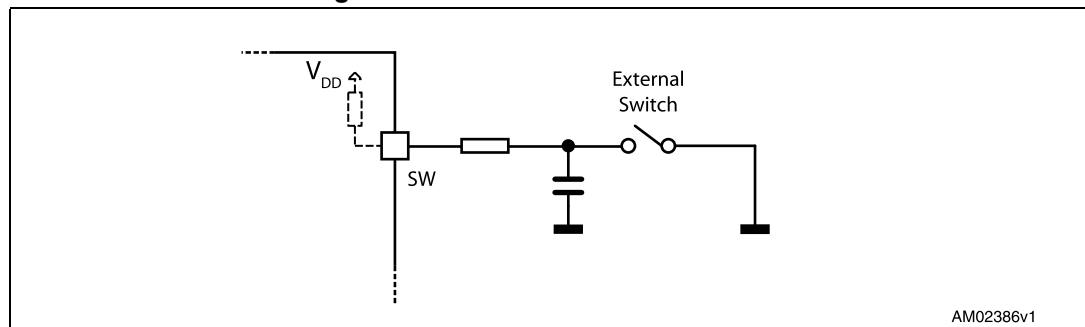 V DD
External
Switch
SW
AM02386v1